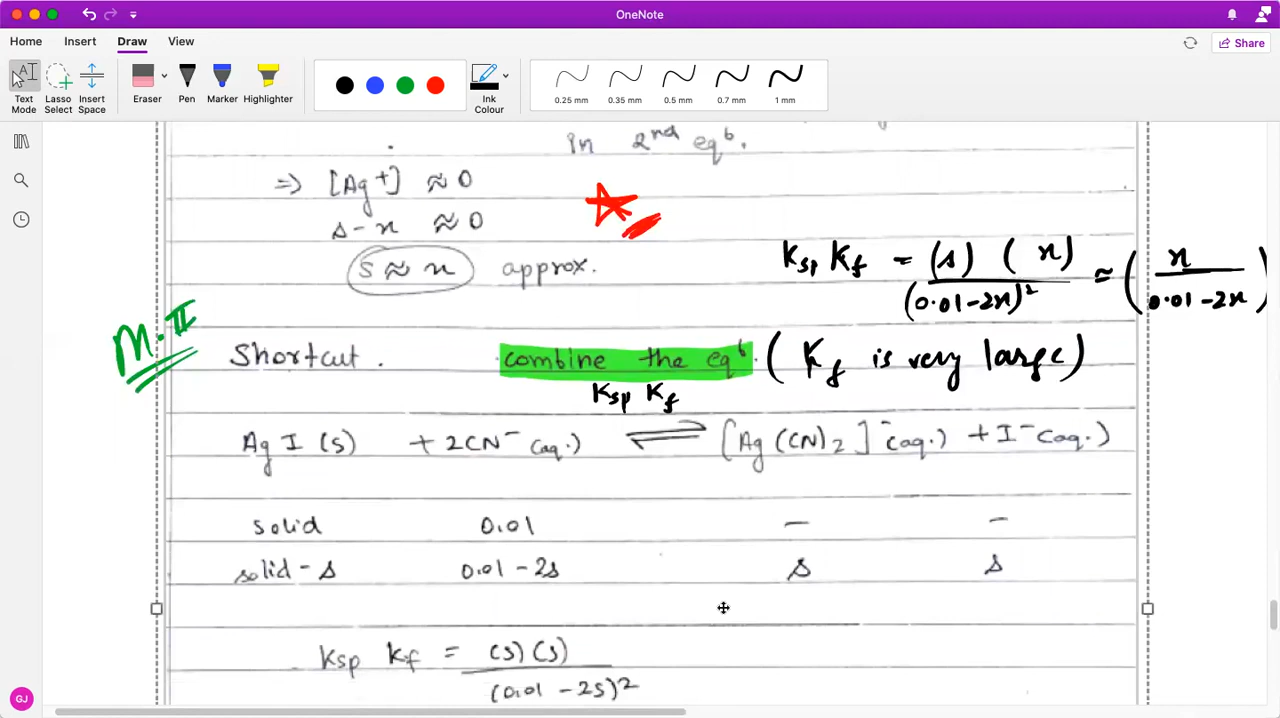 OneNote
Home Insert Draw View
Share
Text Mode
Lasso Select
Insert Space
Eraser
Pen
Marker
Highlighter
Ink Colour
0.25 mm
0.35 mm
0.5 mm
0.7 mm
1 mm
in 2nd eqb.
⇒ [Ag+] ≈ 0
s-x ≈ 0
s ≈ x approx.
Ksp Kf = (s) (x) / (0.01-2x)² ≈ (x / 0.01-2x)
M.II
Shortcut. combine the eqb. (Kf is very large)
Ksp Kf
AgI(s) + 2CN⁻(aq.) ⇌ [Ag(CN)2]⁻(aq.) + I⁻(aq.)
solid 0.01 — —
solid-s 0.01-2s s s
Ksp Kf = (s)(s) / (0.01-2s)²
GJ